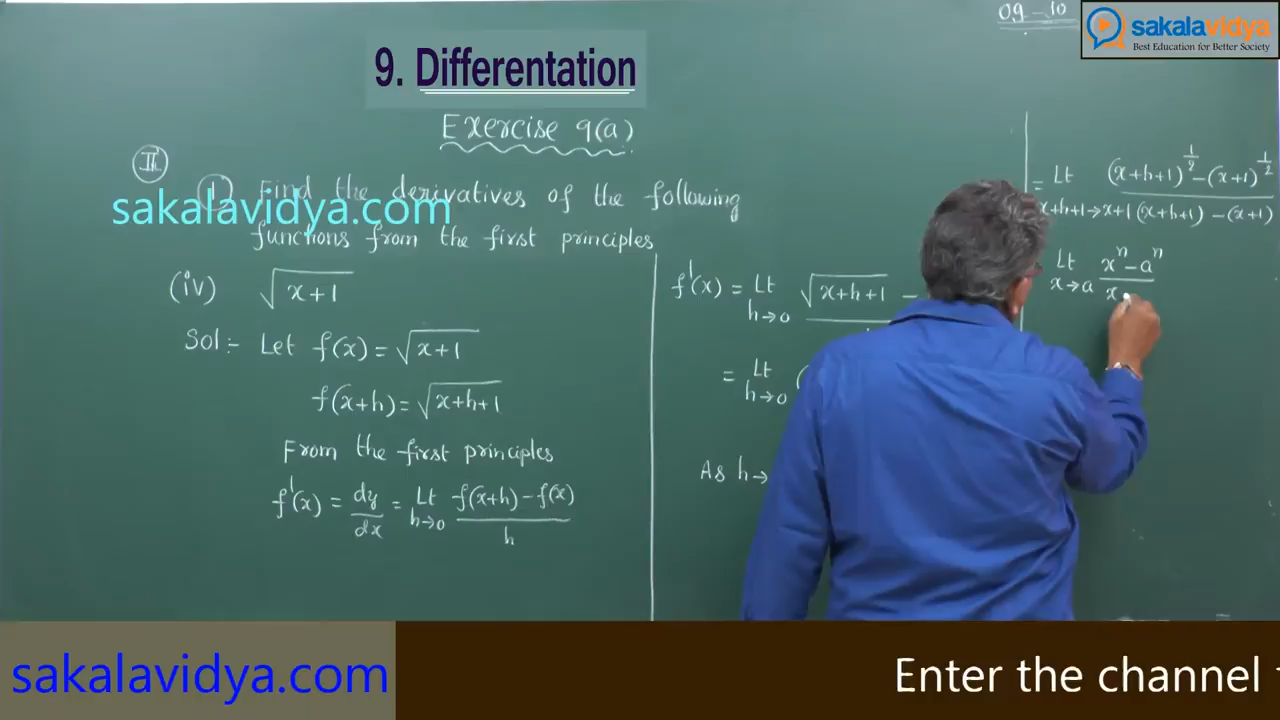 09-10
sakalavidya
Best Education for Better Society
9. Differentation
Exercise 9(a)
II
1) Find the derivatives of the following
sakalavidya.com
functions from the first principles
(iv) √(x+1)
Sol:- Let f(x) = √(x+1)
f(x+h) = √(x+h+1)
From the first principles
f'(x) = dy/dx = Lt h→0 (f(x+h) - f(x))/h
f'(x) = Lt h→0 √(x+h+1) -
= Lt h→0 (
As h→
= Lt x+h+1→x+1 ((x+h+1)^(1/2) - (x+1)^(1/2))/((x+h+1) - (x+1))
Lt x→a (xⁿ - aⁿ)/x
sakalavidya.com
Enter the channel